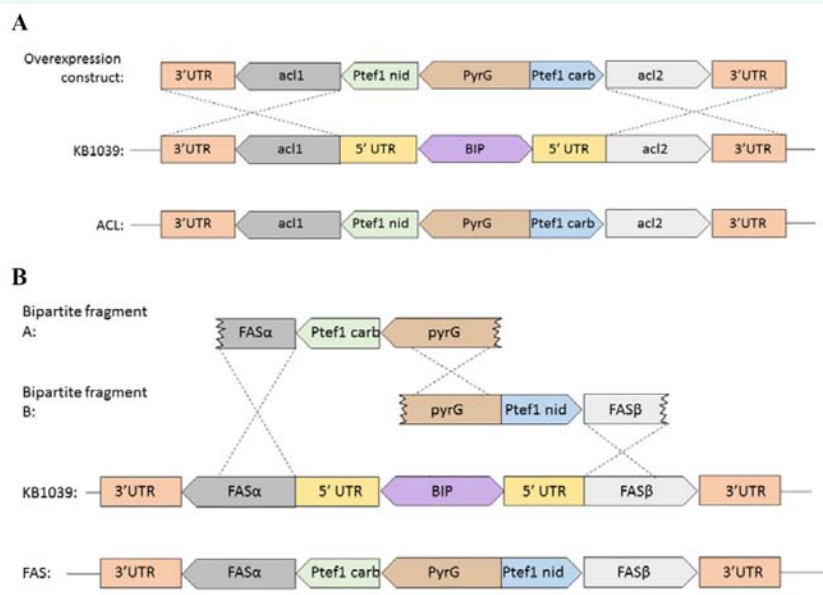 A
Overexpression
construct:
3'UTR acl1 Ptef1 nid PyrG Ptef1 carb acl2 3'UTR
KB1039: 3'UTR acl1 5' UTR BIP 5' UTR acl2 3'UTR
ACL: 3'UTR acl1 Ptef1 nid PyrG Ptef1 carb acl2 3'UTR
B
Bipartite fragment
A:
FASα Ptef1 carb pyrG
Bipartite fragment
B:
pyrG Ptef1 nid FASβ
KB1039: 3'UTR FASα 5' UTR BIP 5' UTR FASβ 3'UTR
FAS: 3'UTR FASα Ptef1 carb PyrG Ptef1 nid FASβ 3'UTR